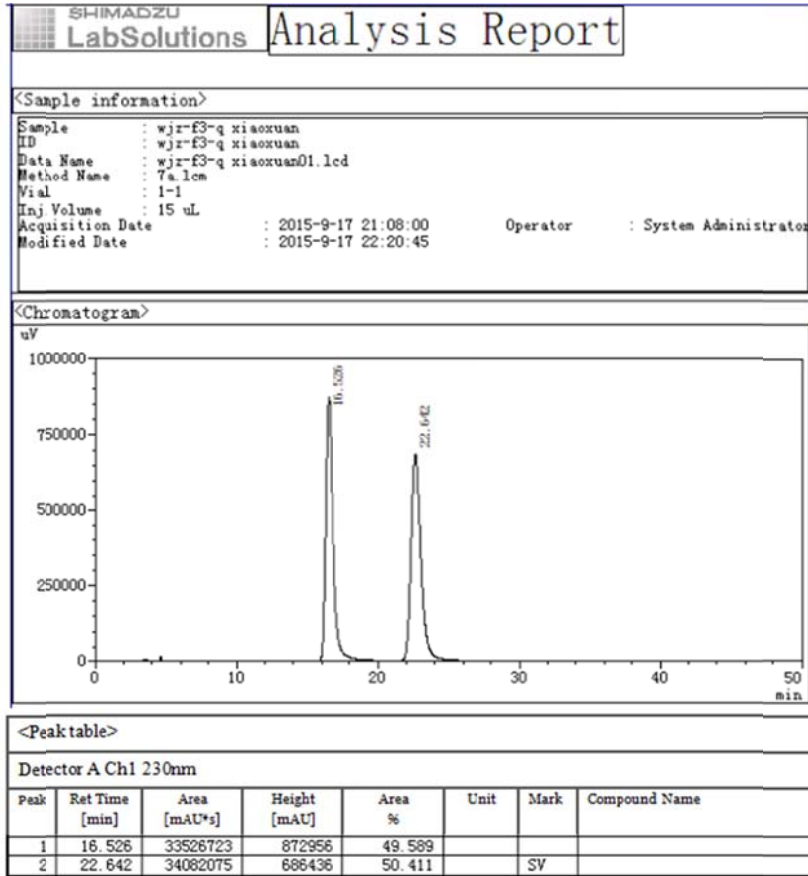 SHIMADZU
LabSolutions Analysis Report
<Sample information>
Sample : wjz-f3-q xiaoxuan
ID : wjz-f3-q xiaoxuan
Data Name : wjz-f3-q xiaoxuan01.lcd
Method Name : 7a.lcm
Vial : 1-1
Inj.Volume : 15 uL
Acquisition Date : 2015-9-17 21:08:00 Operator : System Administrator
Modified Date : 2015-9-17 22:20:45
<Chromatogram>
uV
1000000
750000
500000
250000
0
16.526
22.642
0 10 20 30 40 50
min
<Peak table>
Detector A Ch1 230nm
Peak Ret Time Area Height Area Unit Mark Compound Name
[min] [mAU*s] [mAU] %
1 16.526 33526723 872956 49.589
2 22.642 34082075 686436 50.411 SV